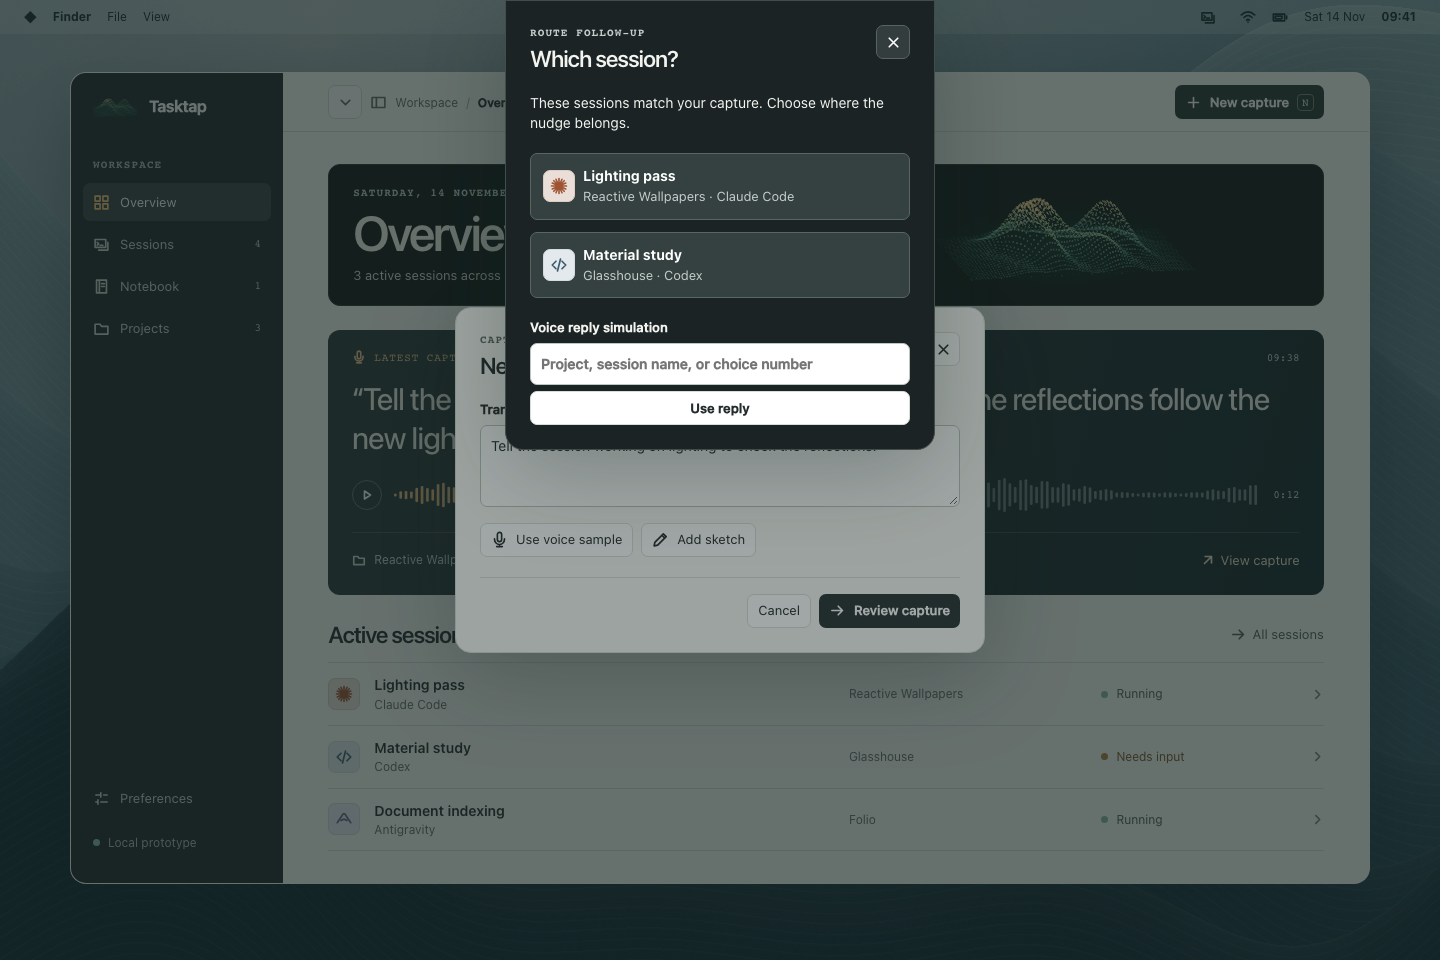 Finder File View
Sat 14 Nov 09:41
Tasktap
WORKSPACE
Overview
Sessions 4
Notebook 1
Projects 3
Preferences
Local prototype
Workspace /
New capture N
SATURDAY, 14
3 active sessions across
ROUTE FOLLOW-UP
Which session?
These sessions match your capture. Choose where the
nudge belongs.
Lighting pass
Reactive Wallpapers · Claude Code
Material study
Glasshouse · Codex
Voice reply simulation
Project, session name, or choice number
Use reply
LATEST
09:38
“Tell the
reflections follow the
new
0:12
Reactive
View capture
Tell
Use voice sample
Add sketch
Cancel
Review capture
Active
All sessions
Lighting pass
Claude Code
Reactive Wallpapers
Running
Material study
Codex
Glasshouse
Needs input
Document indexing
Antigravity
Folio
Running